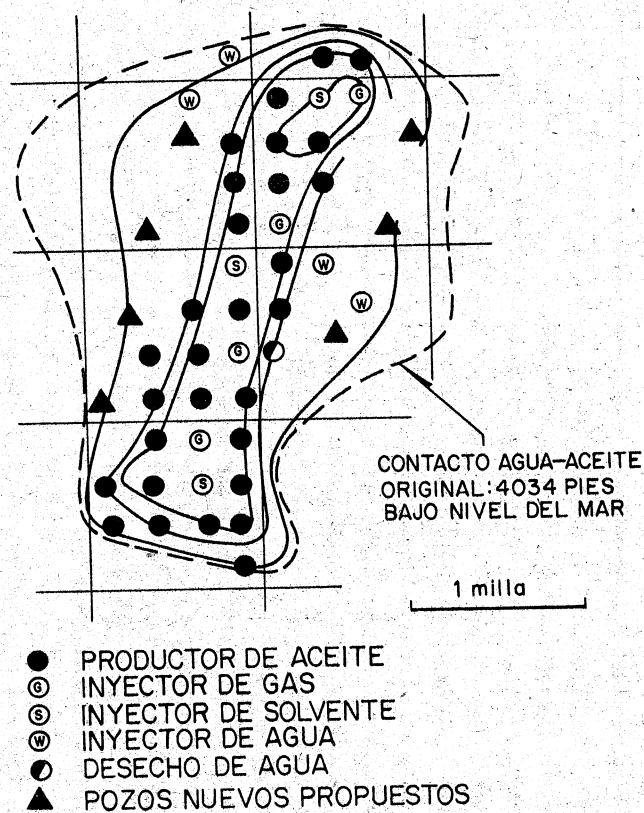 W
W
S
G
G
S
W
W
G
G
S
CONTACTO AGUA-ACEITE
ORIGINAL: 4034 PIES
BAJO NIVEL DEL MAR
1 milla
PRODUCTOR DE ACEITE
G INYECTOR DE GAS
S INYECTOR DE SOLVENTE
W INYECTOR DE AGUA
DESECHO DE AGUA
POZOS NUEVOS PROPUESTOS